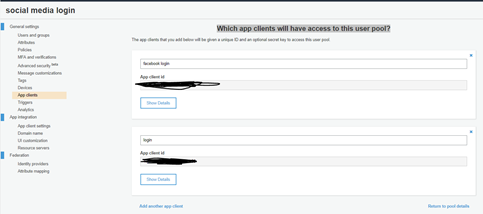 social media login
General settings
Users and groups
Attributes
Policies
MFA and verifications
Advanced security beta
Message customizations
Tags
Devices
App clients
Triggers
Analytics
App integration
App client settings
Domain name
UI customization
Resource servers
Federation
Identity providers
Attribute mapping
Which app clients will have access to this user pool?
The app clients that you add below will be given a unique ID and an optional secret key to access this user pool.
facebook login
App client id
Show Details
login
App client id
Show Details
Add another app client
Return to pool details